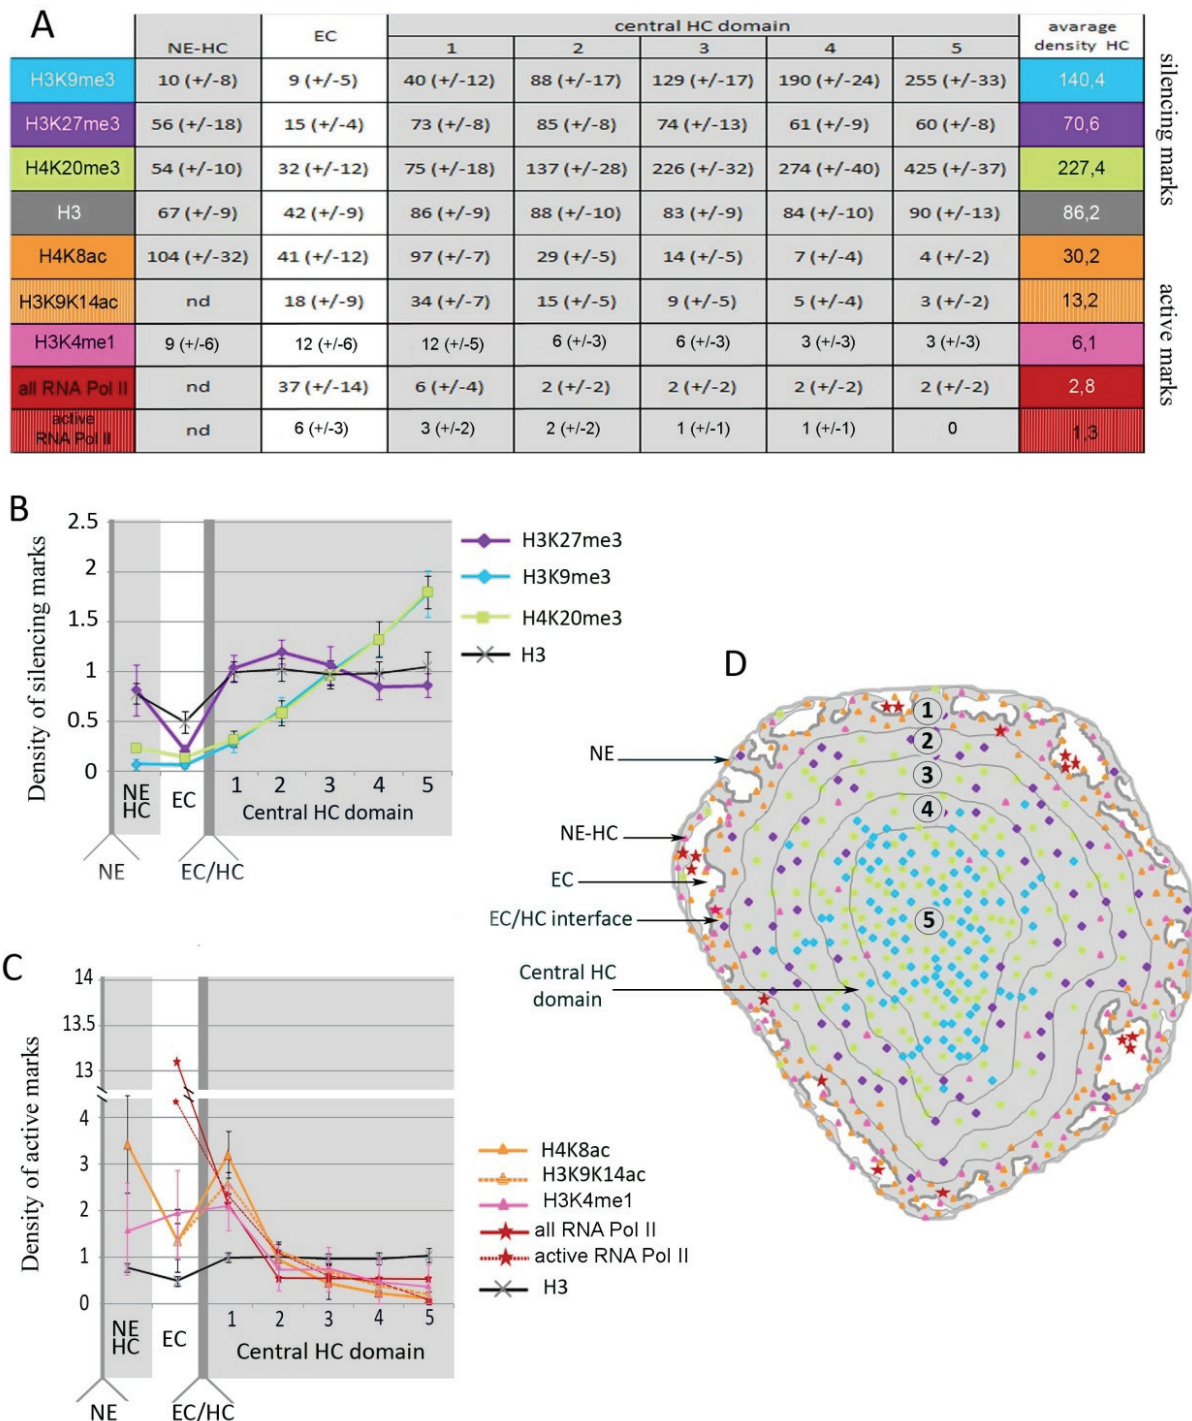 A
NE-HC EC central HC domain avarage density HC
1 2 3 4 5
H3K9me3 10 (+/-8) 9 (+/-5) 40 (+/-12) 88 (+/-17) 129 (+/-17) 190 (+/-24) 255 (+/-33) 140,4
H3K27me3 56 (+/-18) 15 (+/-4) 73 (+/-8) 85 (+/-8) 74 (+/-13) 61 (+/-9) 60 (+/-8) 70,6
H4K20me3 54 (+/-10) 32 (+/-12) 75 (+/-18) 137 (+/-28) 226 (+/-32) 274 (+/-40) 425 (+/-37) 227,4
H3 67 (+/-9) 42 (+/-9) 86 (+/-9) 88 (+/-10) 83 (+/-9) 84 (+/-10) 90 (+/-13) 86,2
H4K8ac 104 (+/-32) 41 (+/-12) 97 (+/-7) 29 (+/-5) 14 (+/-5) 7 (+/-4) 4 (+/-2) 30,2
H3K9K14ac nd 18 (+/-9) 34 (+/-7) 15 (+/-5) 9 (+/-5) 5 (+/-4) 3 (+/-2) 13,2
H3K4me1 9 (+/-6) 12 (+/-6) 12 (+/-5) 6 (+/-3) 6 (+/-3) 3 (+/-3) 3 (+/-3) 6,1
all RNA Pol II nd 37 (+/-14) 6 (+/-4) 2 (+/-2) 2 (+/-2) 2 (+/-2) 2 (+/-2) 2,8
active RNA Pol II nd 6 (+/-3) 3 (+/-2) 2 (+/-2) 1 (+/-1) 1 (+/-1) 0 1,3
silencing marks
active marks
B
Density of silencing marks
2.5
2
1.5
1
0.5
0
NE HC
EC
1 2 3 4 5
Central HC domain
NE
EC/HC
H3K27me3
H3K9me3
H4K20me3
H3
C
Density of active marks
14
13.5
13
4
3
2
1
0
NE HC
EC
1 2 3 4 5
Central HC domain
NE
EC/HC
H4K8ac
H3K9K14ac
H3K4me1
all RNA Pol II
active RNA Pol II
H3
D
NE
NE-HC
EC
EC/HC interface
Central HC
domain
1
2
3
4
5